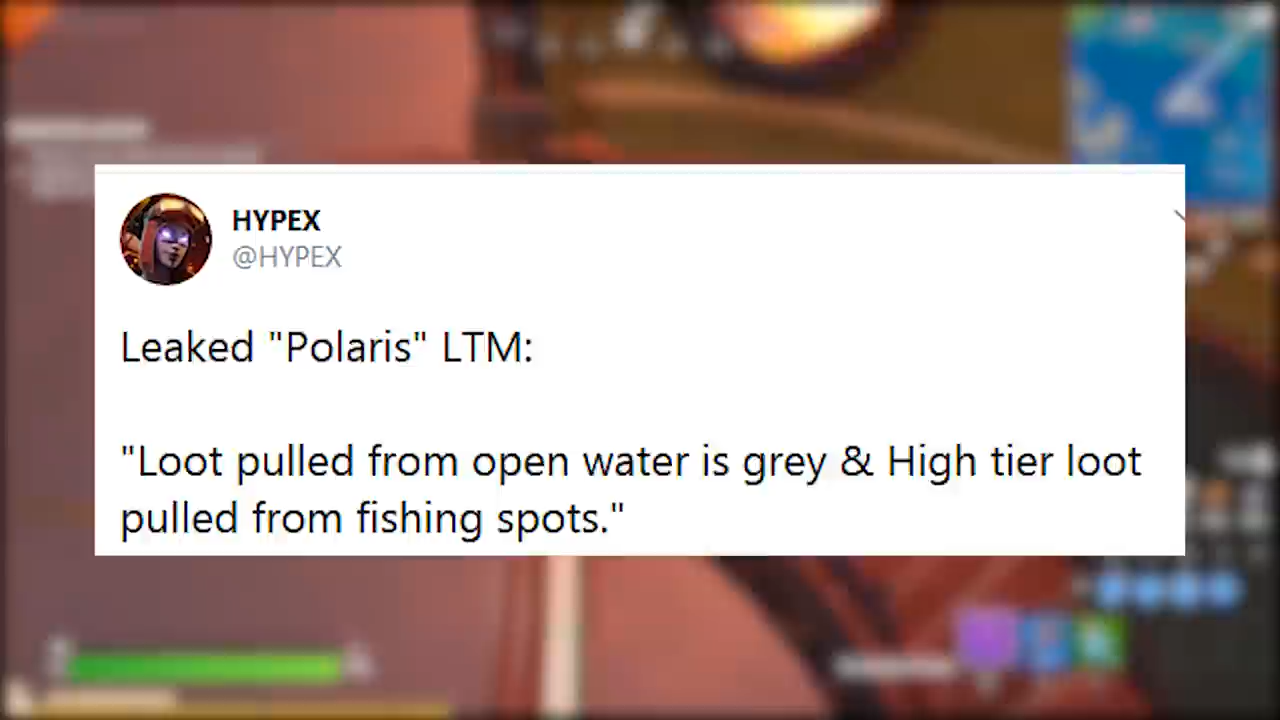 HYPEX
@HYPEX
Leaked "Polaris" LTM:
"Loot pulled from open water is grey & High tier loot
pulled from fishing spots."